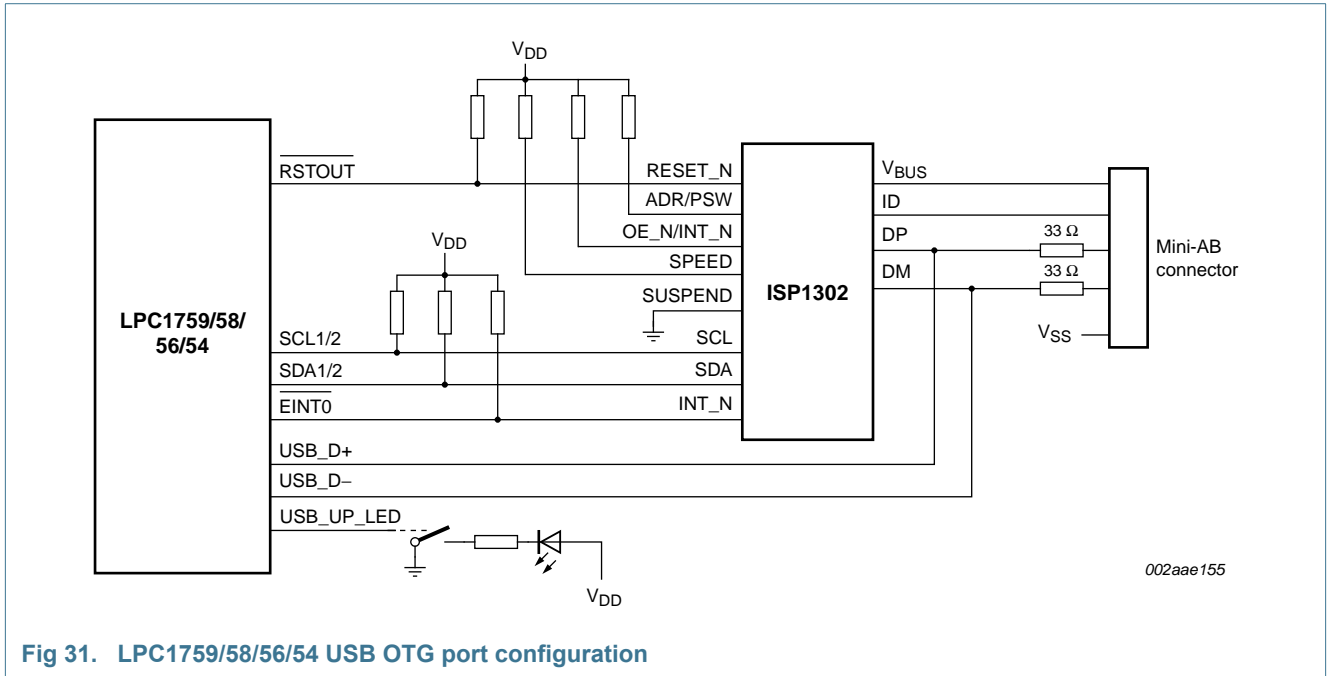 VDD
RSTOUT
RESET_N
ADR/PSW
OE_N/INT_N
SPEED
SUSPEND
VDD
LPC1759/58/
56/54
SCL1/2
SCL
SDA1/2
SDA
EINT0
INT_N
USB_D+
USB_D−
USB_UP_LED
VDD
ISP1302
VBUS
ID
DP
33 Ω
DM
33 Ω
VSS
Mini-AB
connector
002aae155
Fig 31. LPC1759/58/56/54 USB OTG port configuration